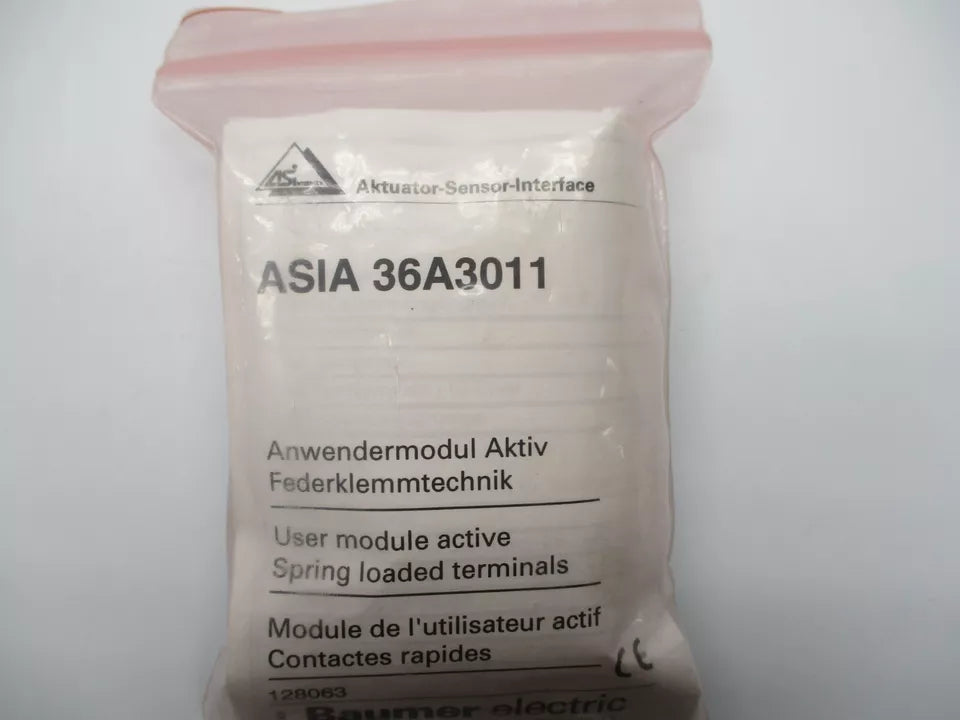 ASi
Aktuator-Sensor-Interface
ASIA 36A3011
Anwendermodul Aktiv
Federklemmtechnik
User module active
Spring loaded terminals
Module de l'utilisateur actif
Contactes rapides
CE
128063
Baumer electric